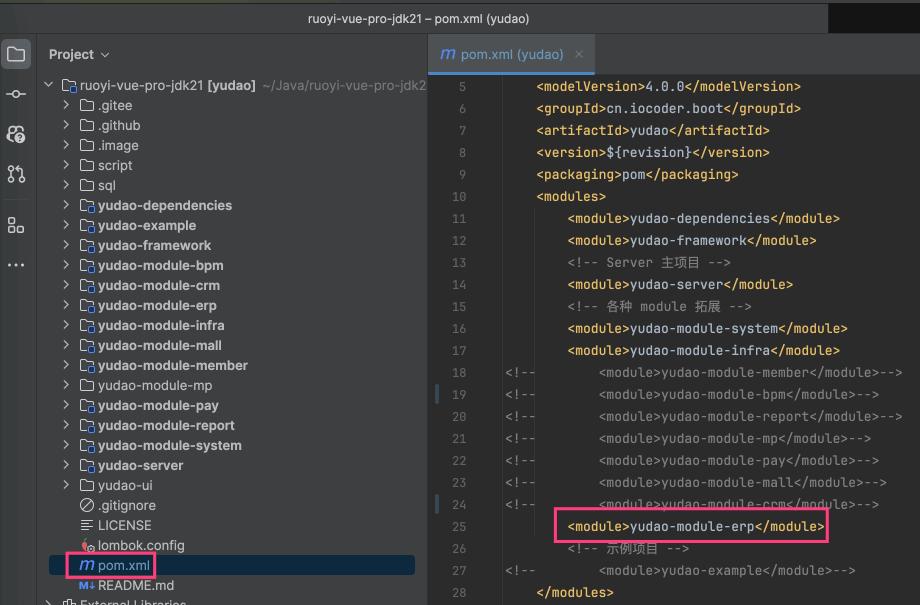 ruoyi-vue-pro-jdk21 – pom.xml (yudao)
Project
ruoyi-vue-pro-jdk21 [yudao] ~/Java/ruoyi-vue-pro-jdk2
.gitee
.github
.image
script
sql
yudao-dependencies
yudao-example
yudao-framework
yudao-module-bpm
yudao-module-crm
yudao-module-erp
yudao-module-infra
yudao-module-mall
yudao-module-member
yudao-module-mp
yudao-module-pay
yudao-module-report
yudao-module-system
yudao-server
yudao-ui
.gitignore
LICENSE
lombok.config
m pom.xml
M↓ README.md
External Libraries
m pom.xml (yudao) ×
5 <modelVersion>4.0.0</modelVersion>
6 <groupId>cn.iocoder.boot</groupId>
7 <artifactId>yudao</artifactId>
8 <version>${revision}</version>
9 <packaging>pom</packaging>
10 <modules>
11 <module>yudao-dependencies</module>
12 <module>yudao-framework</module>
13 <!-- Server 主项目 -->
14 <module>yudao-server</module>
15 <!-- 各种 module 拓展 -->
16 <module>yudao-module-system</module>
17 <module>yudao-module-infra</module>
18 <!-- <module>yudao-module-member</module>-->
19 <!-- <module>yudao-module-bpm</module>-->
20 <!-- <module>yudao-module-report</module>-->
21 <!-- <module>yudao-module-mp</module>-->
22 <!-- <module>yudao-module-pay</module>-->
23 <!-- <module>yudao-module-mall</module>-->
24 <!-- <module>yudao-module-crm</module>-->
25 <module>yudao-module-erp</module>
26 <!-- 示例项目 -->
27 <!-- <module>yudao-example</module>-->
28 </modules>